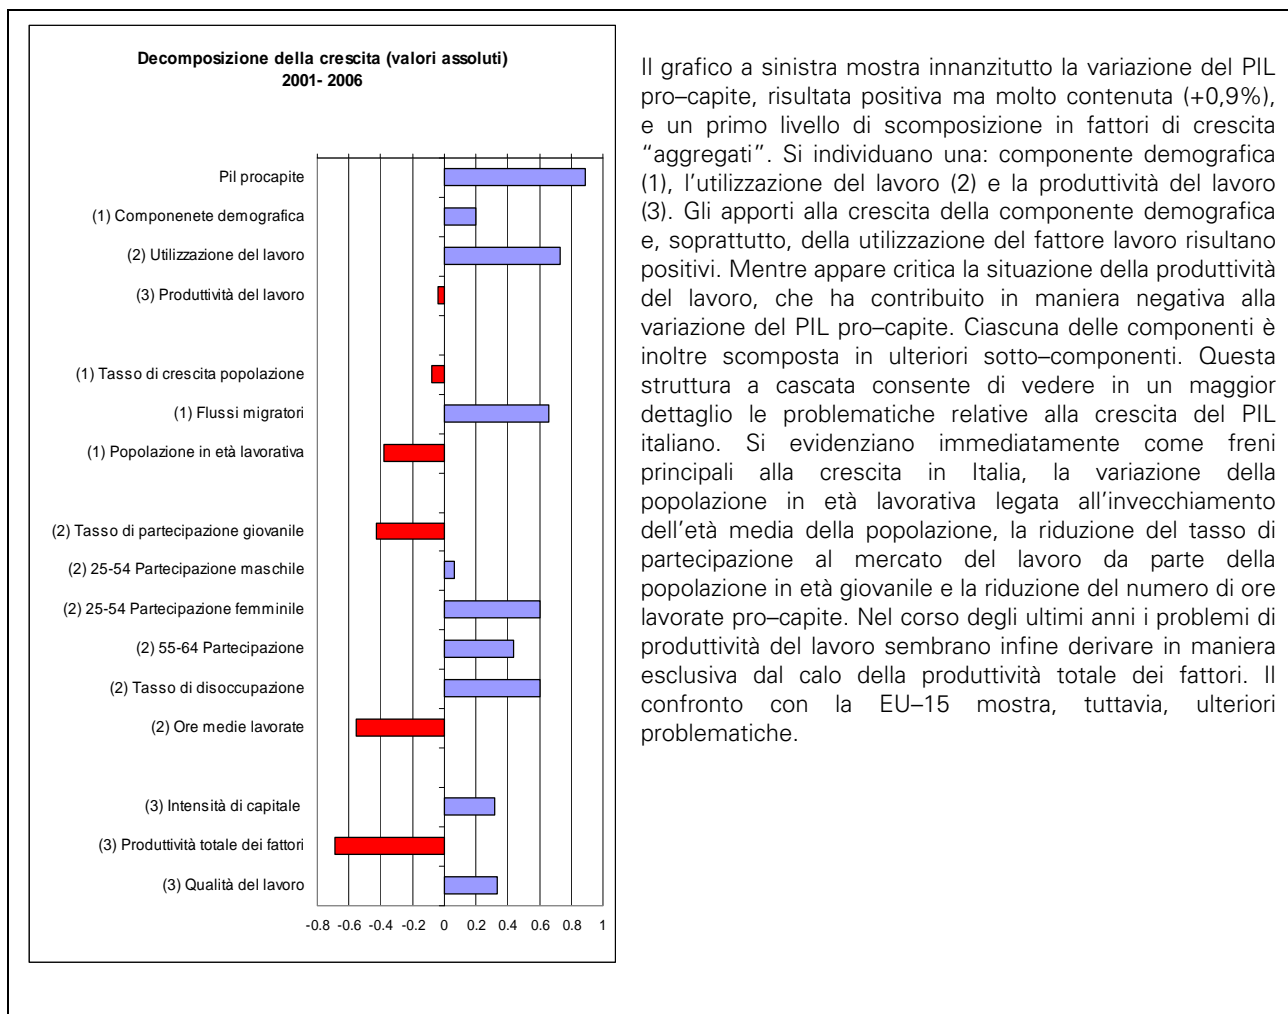 Decomposizione della crescita (valori assoluti)
2001- 2006
Pil procapite
(1) Componenete demografica
(2) Utilizzazione del lavoro
(3) Produttività del lavoro
(1) Tasso di crescita popolazione
(1) Flussi migratori
(1) Popolazione in età lavorativa
(2) Tasso di partecipazione giovanile
(2) 25-54 Partecipazione maschile
(2) 25-54 Partecipazione femminile
(2) 55-64 Partecipazione
(2) Tasso di disoccupazione
(2) Ore medie lavorate
(3) Intensità di capitale
(3) Produttività totale dei fattori
(3) Qualità del lavoro
-0.8 -0.6 -0.4 -0.2 0 0.2 0.4 0.6 0.8 1
Il grafico a sinistra mostra innanzitutto la variazione del PIL
pro–capite, risultata positiva ma molto contenuta (+0,9%),
e un primo livello di scomposizione in fattori di crescita
“aggregati”. Si individuano una: componente demografica
(1), l’utilizzazione del lavoro (2) e la produttività del lavoro
(3). Gli apporti alla crescita della componente demografica
e, soprattutto, della utilizzazione del fattore lavoro risultano
positivi. Mentre appare critica la situazione della produttività
del lavoro, che ha contribuito in maniera negativa alla
variazione del PIL pro–capite. Ciascuna delle componenti è
inoltre scomposta in ulteriori sotto–componenti. Questa
struttura a cascata consente di vedere in un maggior
dettaglio le problematiche relative alla crescita del PIL
italiano. Si evidenziano immediatamente come freni
principali alla crescita in Italia, la variazione della
popolazione in età lavorativa legata all’invecchiamento
dell’età media della popolazione, la riduzione del tasso di
partecipazione al mercato del lavoro da parte della
popolazione in età giovanile e la riduzione del numero di ore
lavorate pro–capite. Nel corso degli ultimi anni i problemi di
produttività del lavoro sembrano infine derivare in maniera
esclusiva dal calo della produttività totale dei fattori. Il
confronto con la EU–15 mostra, tuttavia, ulteriori
problematiche.